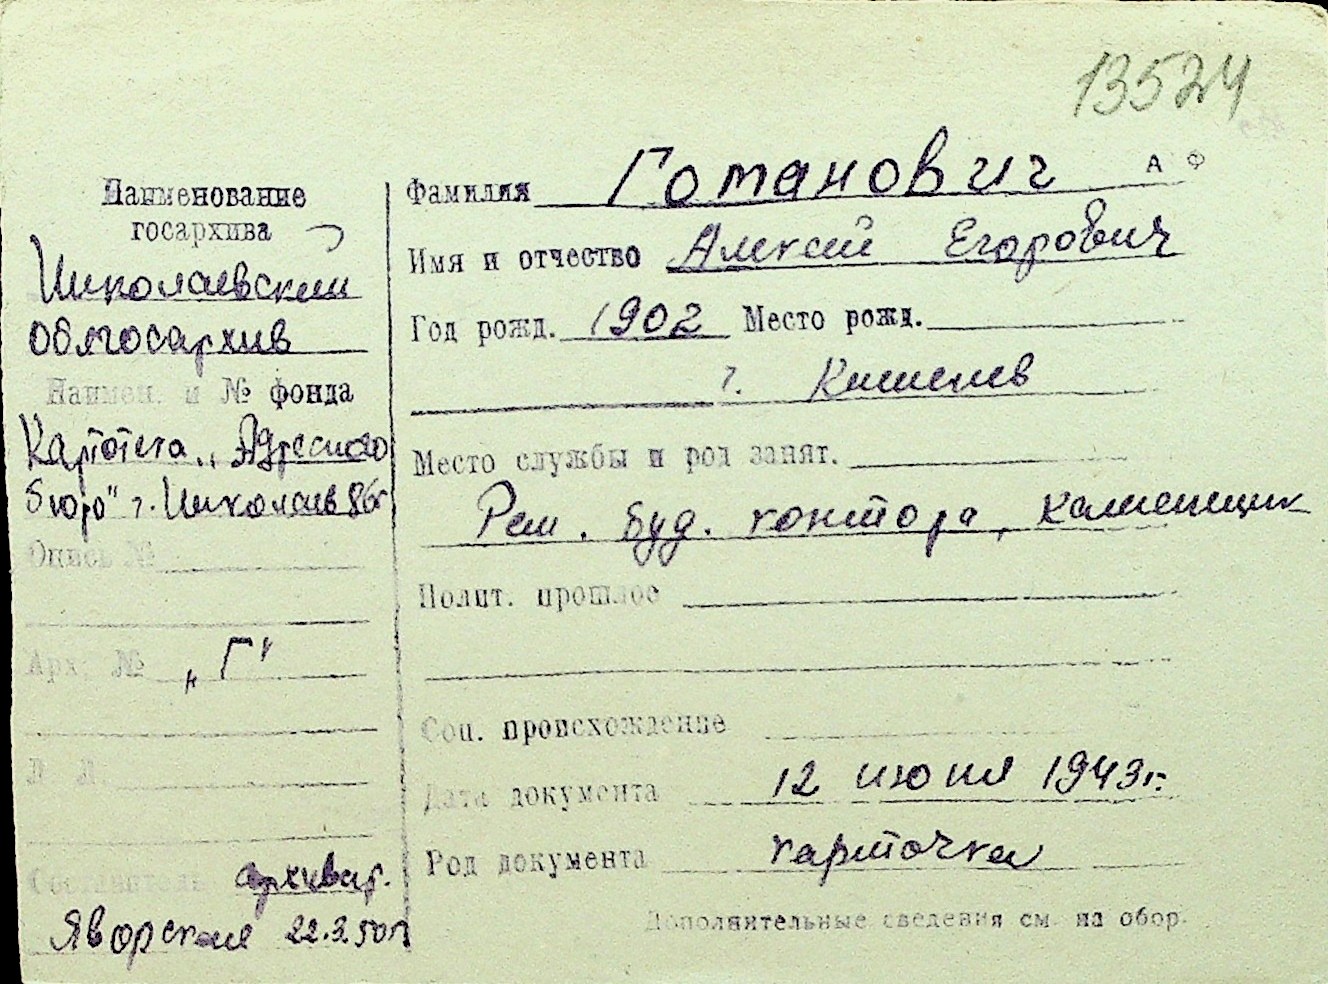 13524
Наименование
госархива
Николаевский
облгосархив
Наимен. и № фонда
Картотека „Адресного
бюро" г. Николаев
Опись №
Арх. №  „Г"
Л Л.
Составитель архивар.
Яворская 22.3.50г
Фамилия Готанович А Ф
Имя и отчество Алексей Егорович
Год рожд. 1902 Место рожд.
г. Кишенев
Место службы и род занят.
Рем. буд. контора, каменщик
Полит. прошлое
Соц. происхождение
Дата документа 12 июня 1943г.
Род документа карточка
Дополнительные сведения см. на обор.